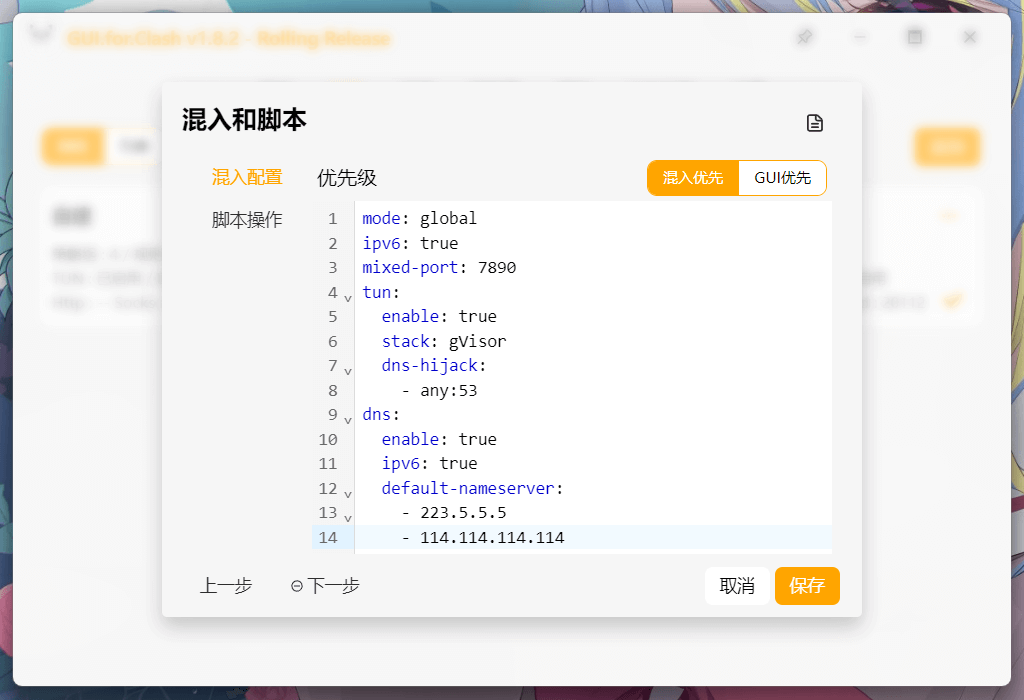 GUI.for.Clash v1.8.2 - Rolling Release
混入和脚本
混入配置
脚本操作
优先级
混入优先
GUI优先
1 mode: global
2 ipv6: true
3 mixed-port: 7890
4 tun:
5 enable: true
6 stack: gVisor
7 dns-hijack:
8 - any:53
9 dns:
10 enable: true
11 ipv6: true
12 default-nameserver:
13 - 223.5.5.5
14 - 114.114.114.114
上一步
下一步
取消
保存